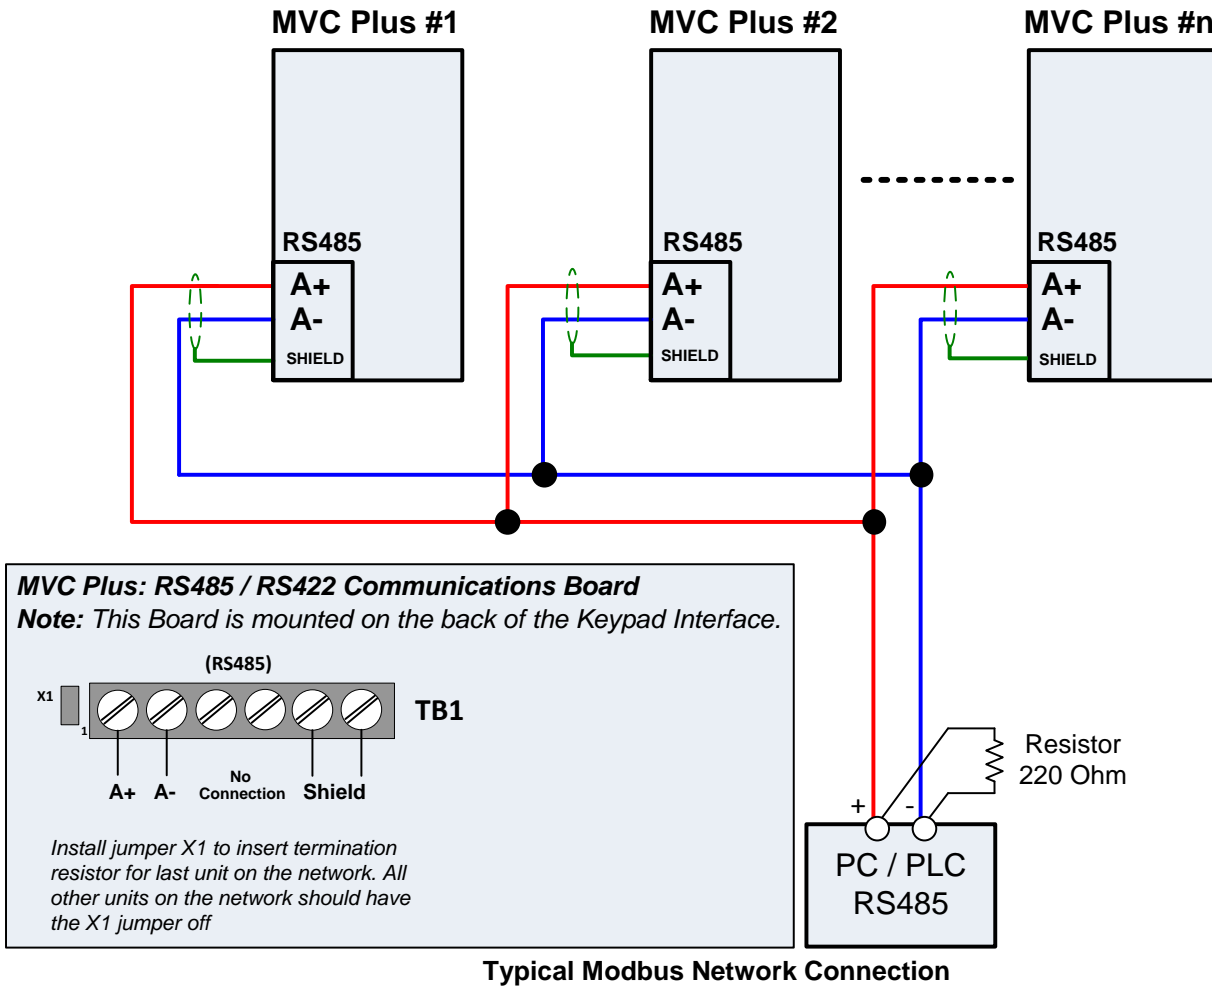 MVC Plus #1
MVC Plus #2
MVC Plus #n
RS485
A+
A-
SHIELD
RS485
A+
A-
SHIELD
RS485
A+
A-
SHIELD
MVC Plus: RS485 / RS422 Communications Board
Note: This Board is mounted on the back of the Keypad Interface.
(RS485)
X1
1
TB1
A+
A-
No
Connection
Shield
Install jumper X1 to insert termination
resistor for last unit on the network. All
other units on the network should have
the X1 jumper off
Resistor
220 Ohm
+
-
PC / PLC
RS485
Typical Modbus Network Connection